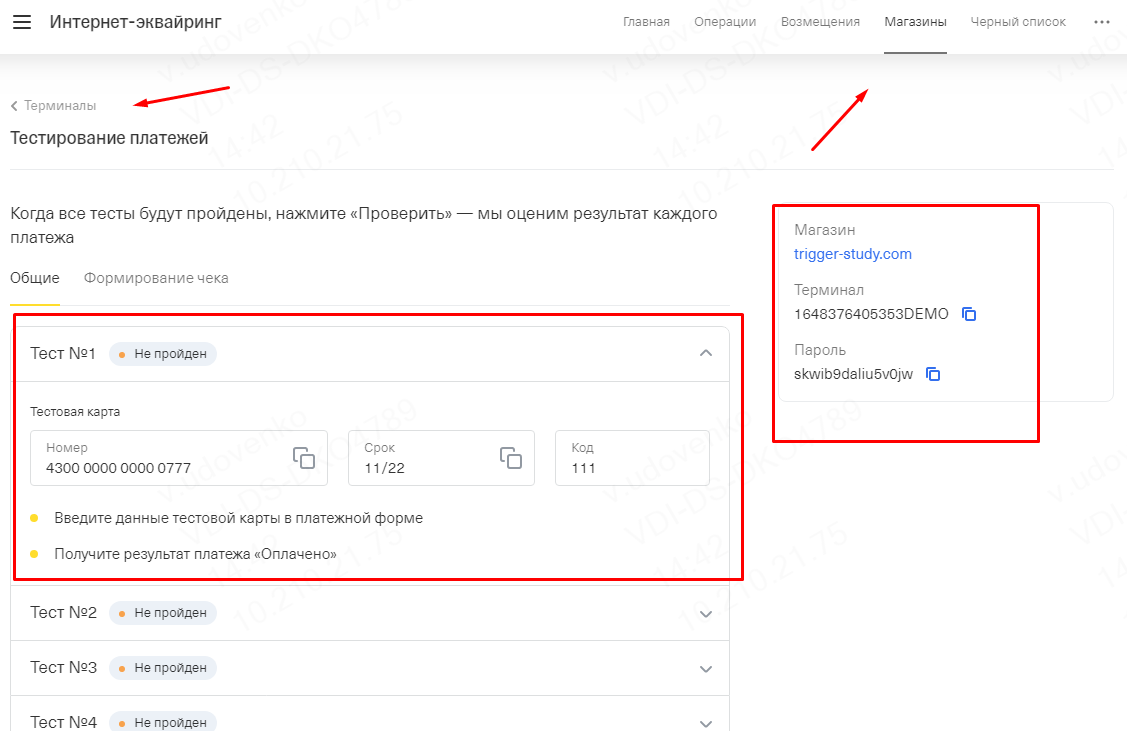 Интернет-эквайринг
Главная Операции Возмещения Магазины Черный список
Терминалы
Тестирование платежей
Когда все тесты будут пройдены, нажмите «Проверить» — мы оценим результат каждого
платежа
Общие Формирование чека
Магазин
trigger-study.com
Терминал
1648376405353DEMO
Пароль
skwib9daliu5v0jw
Тест №1 Не пройден
Тестовая карта
Номер Срок Код
4300 0000 0000 0777 11/22 111
Введите данные тестовой карты в платежной форме
Получите результат платежа «Оплачено»
Тест №2 Не пройден
Тест №3 Не пройден
Тест №4 Не пройден
v.udovenko
VDI-DS-DKO4789
14:42
10.210.21.75